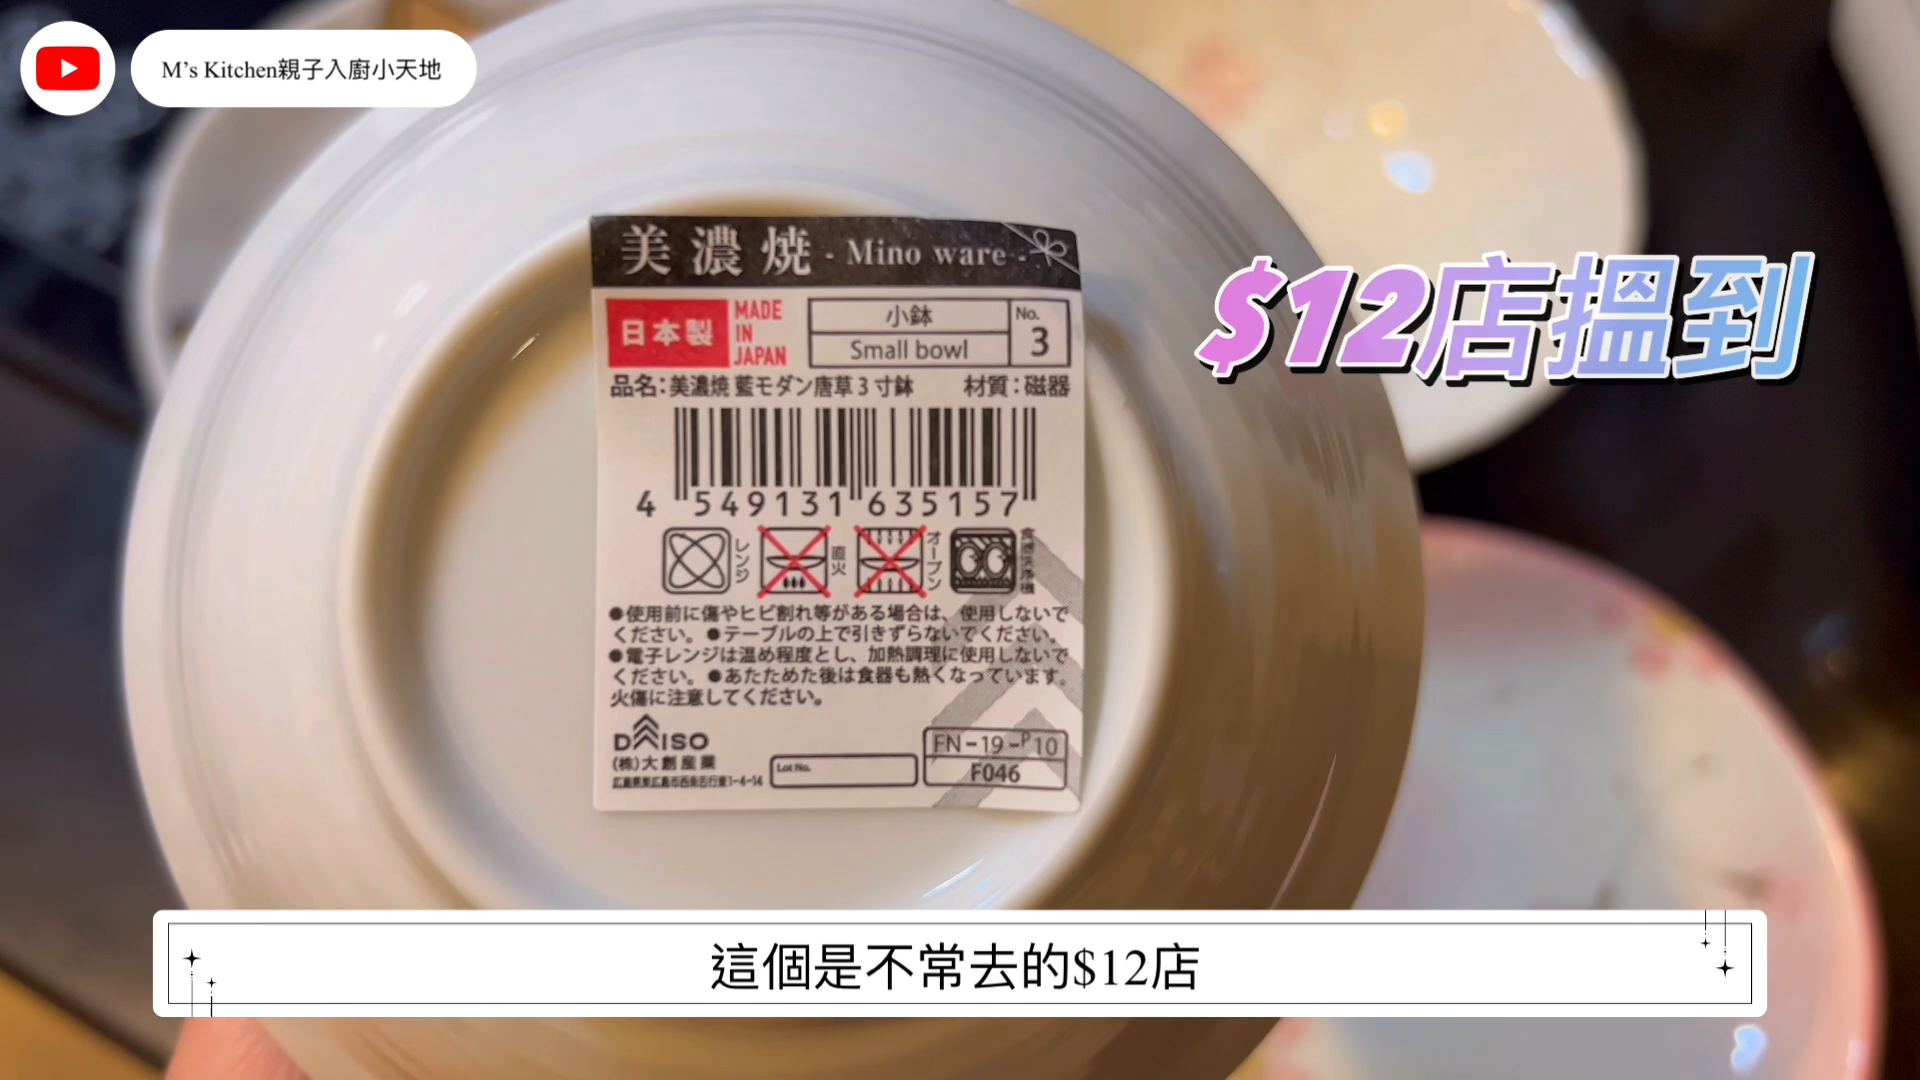 M’s Kitchen親子入廚小天地
美濃焼 - Mino ware -
日本製
MADE
IN
JAPAN
小鉢
Small bowl
No.
3
品名:美濃焼 藍モダン唐草3寸鉢 材質:磁器
4 549131 635157
レンジ
直火
オーブン
食器洗浄機
●使用前に傷やヒビ割れ等がある場合は、使用しないで
ください。●テーブルの上で引きずらないでください。
●電子レンジは温め程度とし、加熱調理に使用しないで
ください。●あたためた後は食器も熱くなっています。
火傷に注意してください。
DAISO
(株)大創産業
Lot No.
FN-19-P10
F046
$12店搵到
這個是不常去的$12店